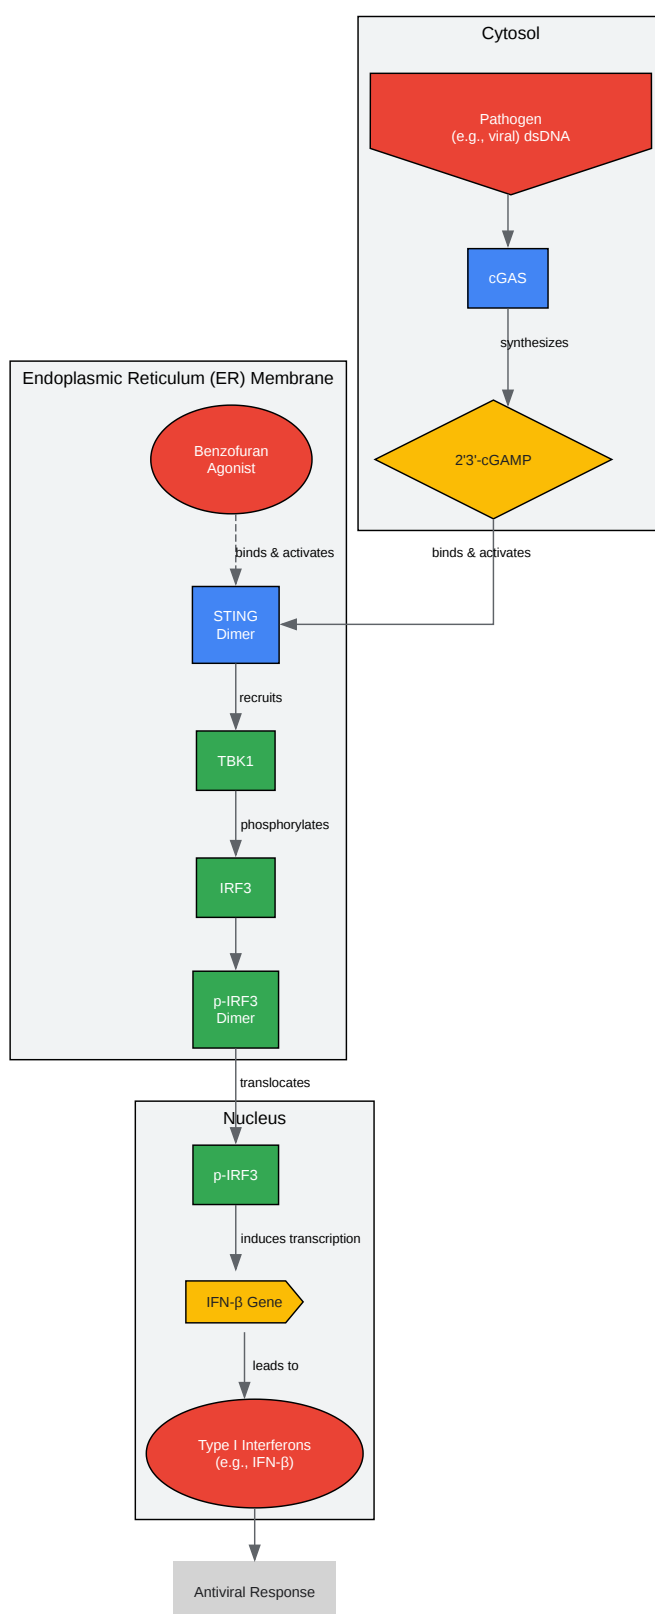 Cytosol
Pathogen
(e.g., viral) dsDNA
cGAS
synthesizes
2'3'-cGAMP
binds & activates
Endoplasmic Reticulum (ER) Membrane
Benzofuran
Agonist
binds & activates
STING
Dimer
recruits
TBK1
phosphorylates
IRF3
p-IRF3
Dimer
translocates
Nucleus
p-IRF3
induces transcription
IFN-β Gene
leads to
Type I Interferons
(e.g., IFN-β)
Antiviral Response